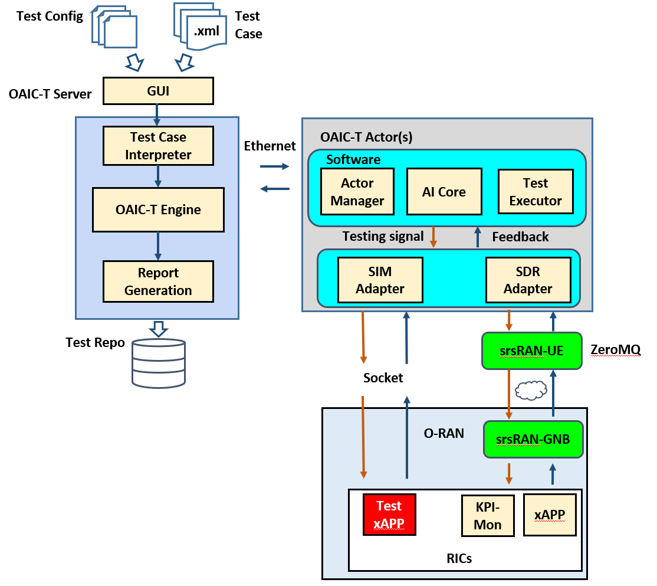 Test Config
.xml
Test
Case
OAIC-T Server
GUI
Test Case
Interpreter
OAIC-T Engine
Report
Generation
Test Repo
Ethernet
OAIC-T Actor(s)
Software
Actor
Manager
AI Core
Test
Executor
Testing signal
Feedback
SIM
Adapter
SDR
Adapter
srsRAN-UE
ZeroMQ
Socket
O-RAN
srsRAN-GNB
Test
xAPP
KPI-
Mon
xAPP
RICs